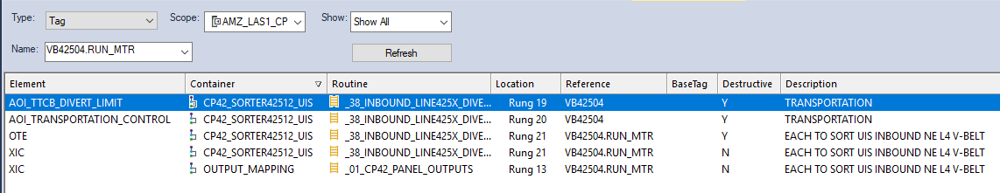 Type: Tag Scope: AMZ_LAS1_CP Show: Show All
Name: VB42504.RUN_MTR Refresh
Element Container Routine Location Reference BaseTag Destructive Description
AOI_TTCB_DIVERT_LIMIT CP42_SORTER42512_UIS _38_INBOUND_LINE425X_DIVE... Rung 19 VB42504 Y TRANSPORTATION
AOI_TRANSPORTATION_CONTROL CP42_SORTER42512_UIS _38_INBOUND_LINE425X_DIVE... Rung 20 VB42504 Y TRANSPORTATION
OTE CP42_SORTER42512_UIS _38_INBOUND_LINE425X_DIVE... Rung 21 VB42504.RUN_MTR Y EACH TO SORT UIS INBOUND NE L4 V-BELT
XIC CP42_SORTER42512_UIS _38_INBOUND_LINE425X_DIVE... Rung 21 VB42504.RUN_MTR N EACH TO SORT UIS INBOUND NE L4 V-BELT
XIC OUTPUT_MAPPING _01_CP42_PANEL_OUTPUTS Rung 13 VB42504.RUN_MTR N EACH TO SORT UIS INBOUND NE L4 V-BELT